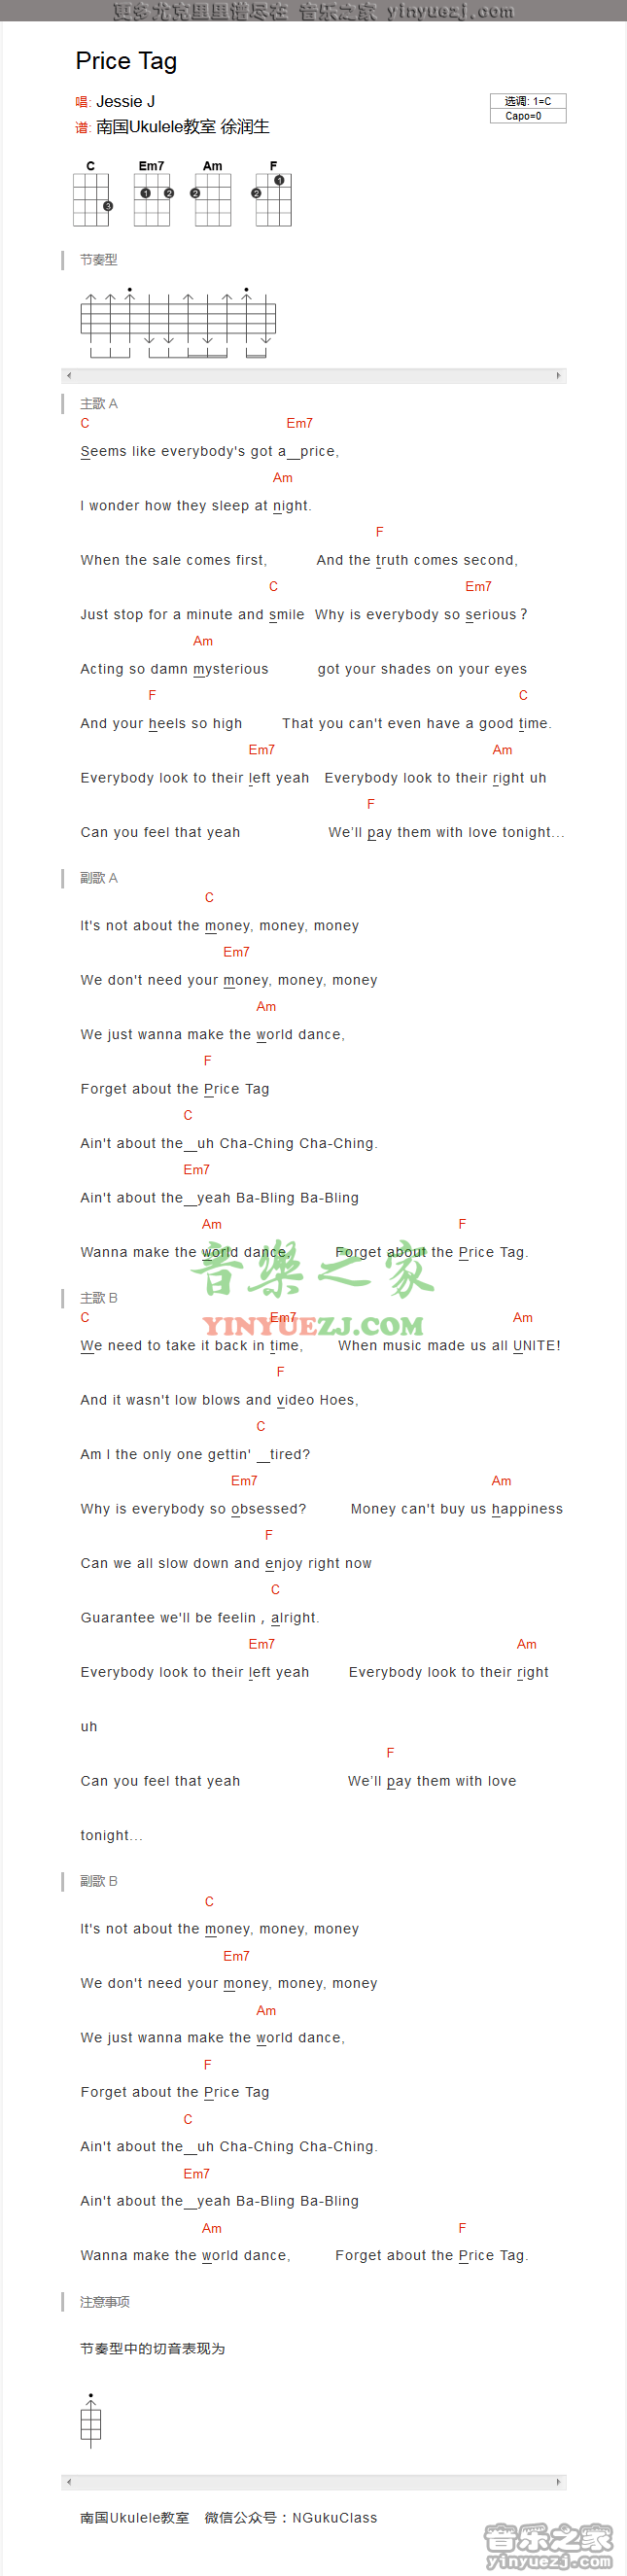 更多尤克里里谱尽在 音乐之家 yinyuezj.com
Price Tag
唱: Jessie J
谱: 南国Ukulele教室 徐润生
选调: 1=C
Capo=0
C Em7 Am F
3 1 2 2 2 1
节奏型
主歌 A
C Em7
Seems like everybody's got a__price,
Am
I wonder how they sleep at night.
F
When the sale comes first, And the truth comes second,
C Em7
Just stop for a minute and smile Why is everybody so serious?
Am
Acting so damn mysterious got your shades on your eyes
F C
And your heels so high That you can't even have a good time.
Em7 Am
Everybody look to their left yeah Everybody look to their right uh
F
Can you feel that yeah We'll pay them with love tonight...
副歌 A
C
It's not about the money, money, money
Em7
We don't need your money, money, money
Am
We just wanna make the world dance,
F
Forget about the Price Tag
C
Ain't about the__uh Cha-Ching Cha-Ching.
Em7
Ain't about the__yeah Ba-Bling Ba-Bling
Am F
Wanna make the world dance, Forget about the Price Tag.
音樂之家
YINYUEZJ.COM
主歌 B
C Em7 Am
We need to take it back in time, When music made us all UNITE!
F
And it wasn't low blows and video Hoes,
C
Am I the only one gettin' __tired?
Em7 Am
Why is everybody so obsessed? Money can't buy us happiness
F
Can we all slow down and enjoy right now
C
Guarantee we'll be feelin , alright.
Em7 Am
Everybody look to their left yeah Everybody look to their right
uh
F
Can you feel that yeah We'll pay them with love
tonight...
副歌 B
C
It's not about the money, money, money
Em7
We don't need your money, money, money
Am
We just wanna make the world dance,
F
Forget about the Price Tag
C
Ain't about the__uh Cha-Ching Cha-Ching.
Em7
Ain't about the__yeah Ba-Bling Ba-Bling
Am F
Wanna make the world dance, Forget about the Price Tag.
注意事项
节奏型中的切音表现为
南国Ukulele教室 微信公众号：NGukuClass
音乐之家
yinyuezj.com